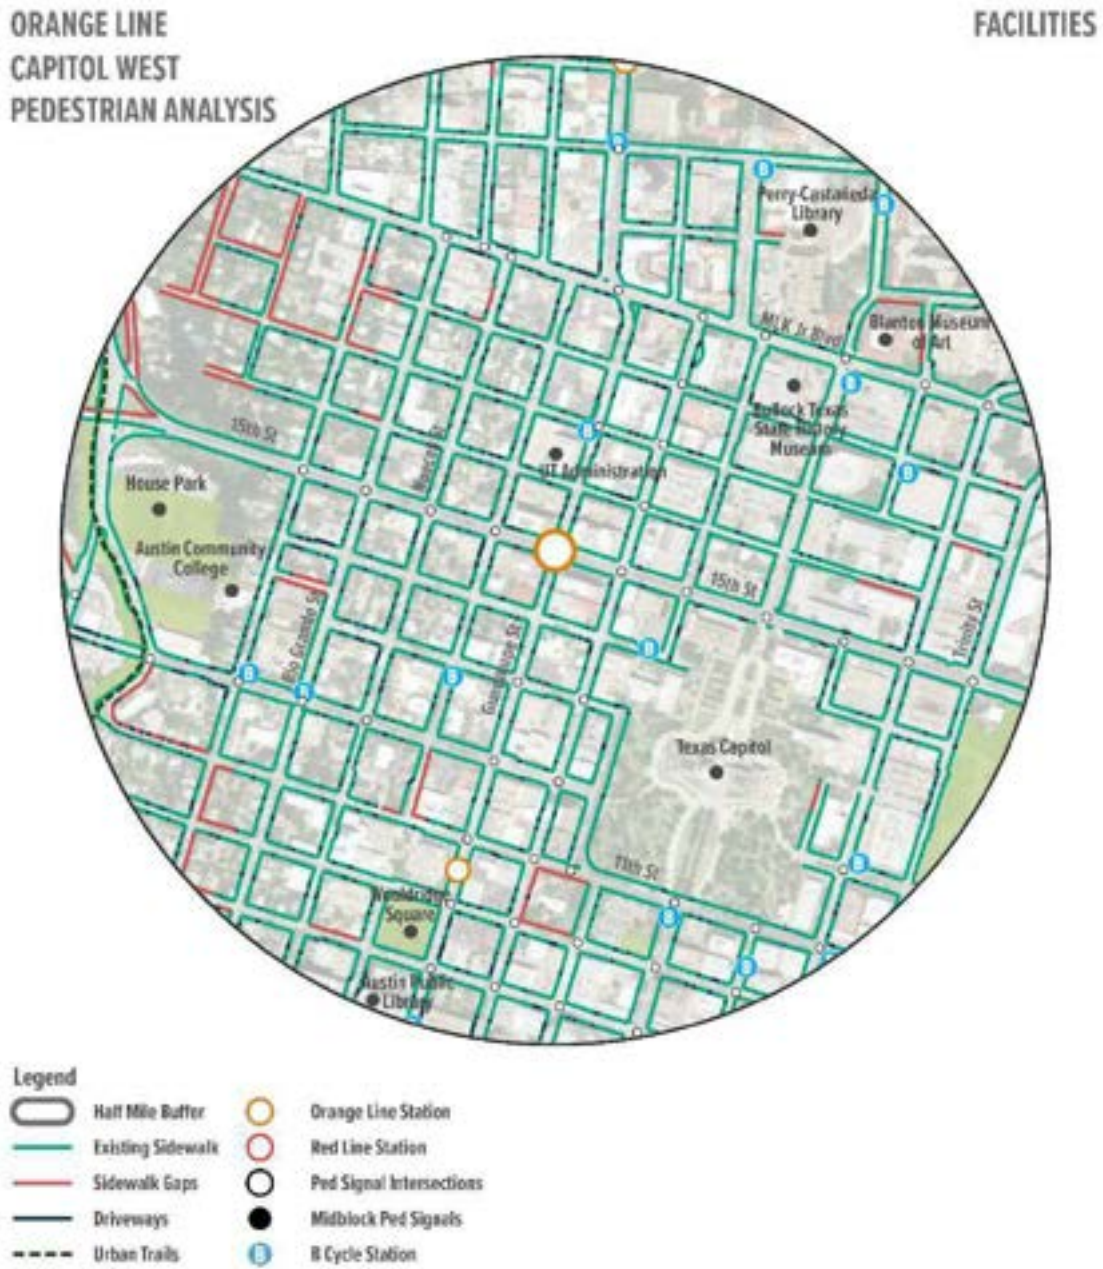 ORANGE LINE
CAPITOL WEST
PEDESTRIAN ANALYSIS
FACILITIES
B
B
Perry-Castañeda
Library
B
MLK Jr Blvd
Blanton Museum
of Art
B
Bullock Texas
State History
Museum
15th St
B
UT Administration
B
House Park
Austin Community
College
15th St
Trinity St
Rio Grande St
Guadalupe St
B
B
B
B
Texas Capitol
11th St
B
Wooldridge
Square
B
B
Austin Public
Library
Legend
Half Mile Buffer
Orange Line Station
Existing Sidewalk
Red Line Station
Sidewalk Gaps
Ped Signal Intersections
Driveways
Midblock Ped Signals
Urban Trails
B
B Cycle Station